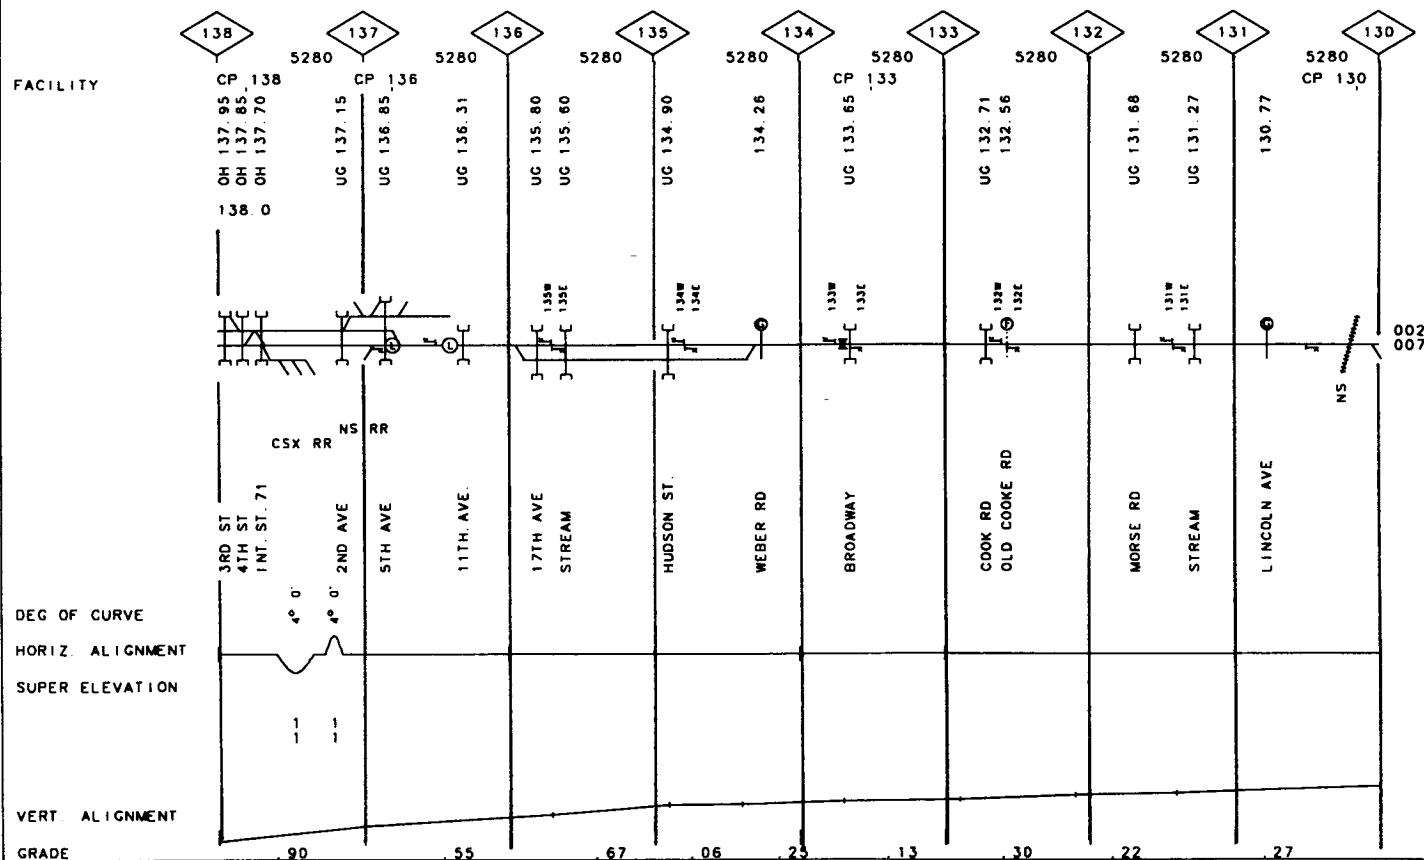 138 137 136 135 134 133 132 131 130
5280 5280 5280 5280 5280 5280 5280 5280
FACILITY
CP 138 CP 136 CP 133 CP 130
OH 137.95
OH 137.85
OH 137.70
UG 137.15
UG 136.85
UG 136.31
UG 135.80
UG 135.60
UG 134.90
134.26
UG 133.65
UG 132.71
132.56
UG 131.68
UG 131.27
130.77
138.0
135W
135E
134W
134E
133W
133E
132W
132E
131W
131E
L
002
007
NS
CSX RR
NS RR
3RD ST
4TH ST
INT. ST. 71
2ND AVE
5TH AVE
11TH. AVE.
17TH AVE
STREAM
HUDSON ST.
WEBER RD
BROADWAY
COOK RD
OLD COOKE RD
MORSE RD
STREAM
LINCOLN AVE
DEG OF CURVE
4° 0'
4° 0'
HORIZ. ALIGNMENT
SUPER ELEVATION
1 1
1 1
VERT. ALIGNMENT
GRADE .90 .55 .67 .06 .25 .13 .30 .22 .27